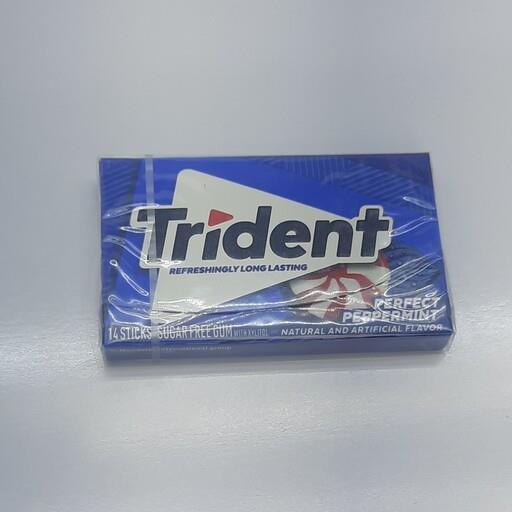 Trident
REFRESHINGLY LONG LASTING
PERFECT
PEPPERMINT
14 STICKS SUGAR FREE GUM WITH XYLITOL
NATURAL AND ARTIFICIAL FLAVOR